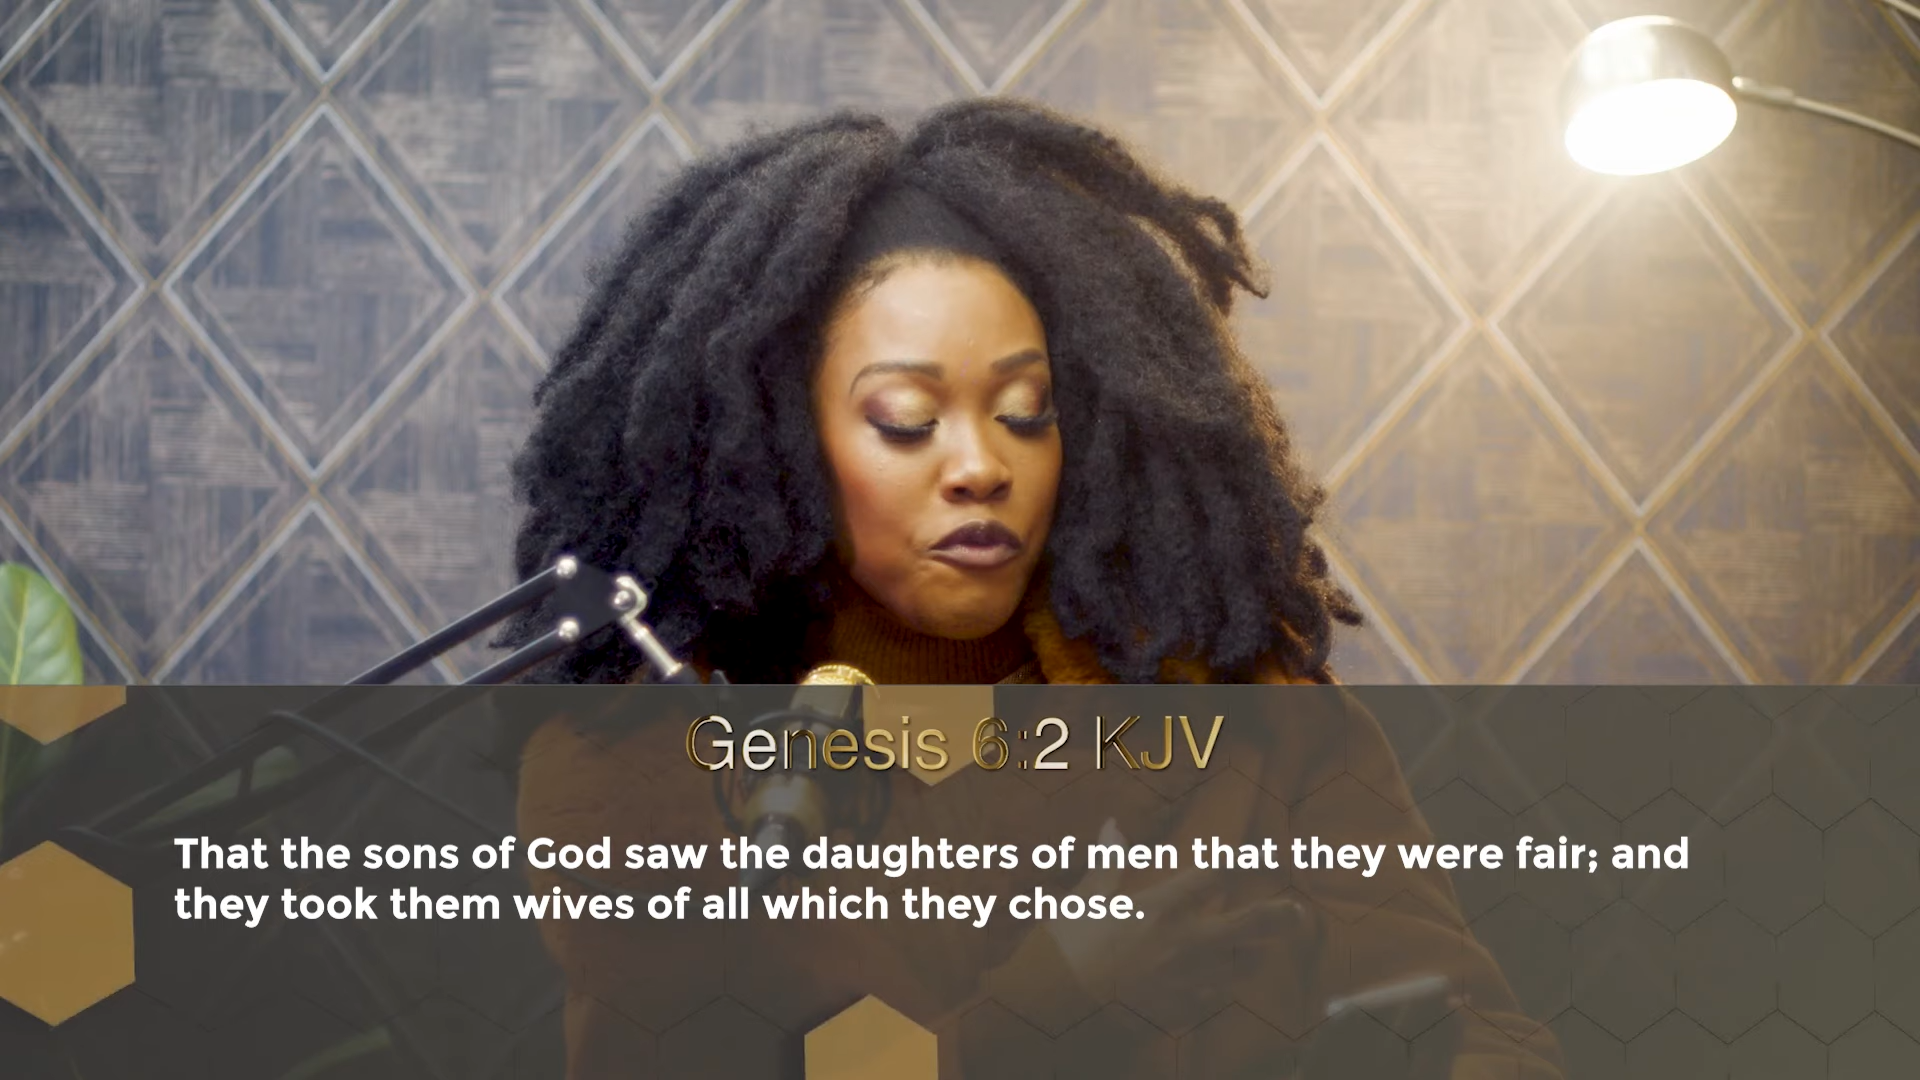 Genesis 6:2 KJV
That the sons of God saw the daughters of men that they were fair; and
they took them wives of all which they chose.